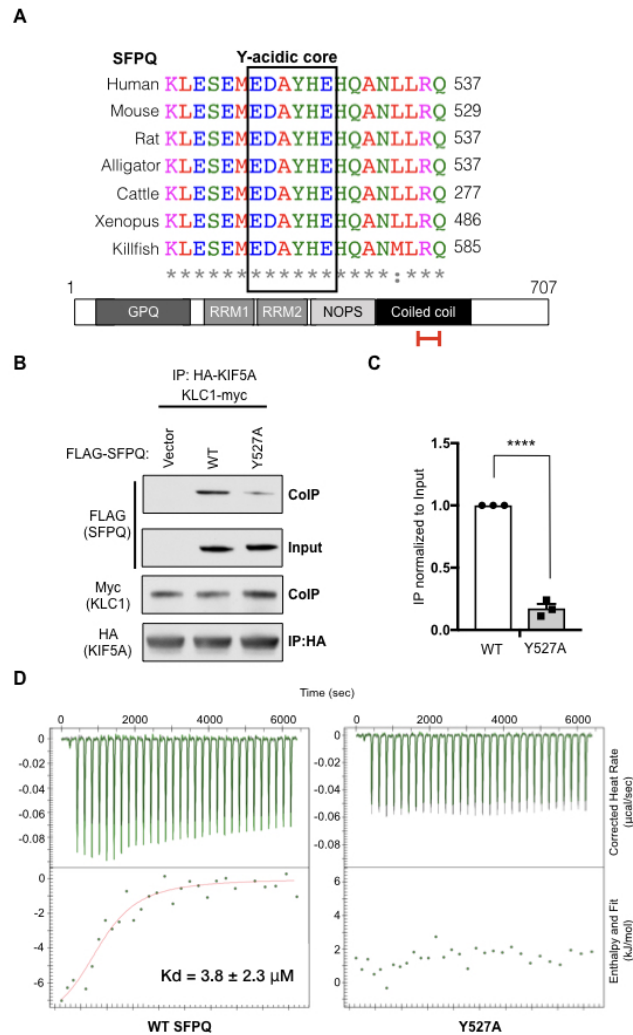 A
SFPQ Y-acidic core
Human KLESEMEDAYHEHQANLLRQ 537
Mouse KLESEMEDAYHEHQANLLRQ 529
Rat KLESEMEDAYHEHQANLLRQ 537
Alligator KLESEMEDAYHEHQANLLRQ 537
Cattle KLESEMEDAYHEHQANLLRQ 277
Xenopus KLESEMEDAYHEHQANLLRQ 486
Killfish KLESEMEDAYHEHQANMLRQ 585
****************:***
1 707
GPQ RRM1 RRM2 NOPS Coiled coil
B
IP: HA-KIF5A
KLC1-myc
FLAG-SFPQ: Vector WT Y527A
FLAG
(SFPQ)
CoIP
Input
Myc
(KLC1)
CoIP
HA
(KIF5A)
IP:HA
C
IP normalized to Input
1.5
1.0
0.5
0.0
****
WT Y527A
D
Time (sec)
0 2000 4000 6000
0 2000 4000 6000
0
-0.02
-0.04
-0.06
-0.08
0
-0.02
-0.04
-0.06
-0.08
Corrected Heat Rate
(μcal/sec)
0
-2
-4
-6
Kd = 3.8 ± 2.3 μM
6
4
2
0
Enthalpy and Fit
(kJ/mol)
WT SFPQ Y527A